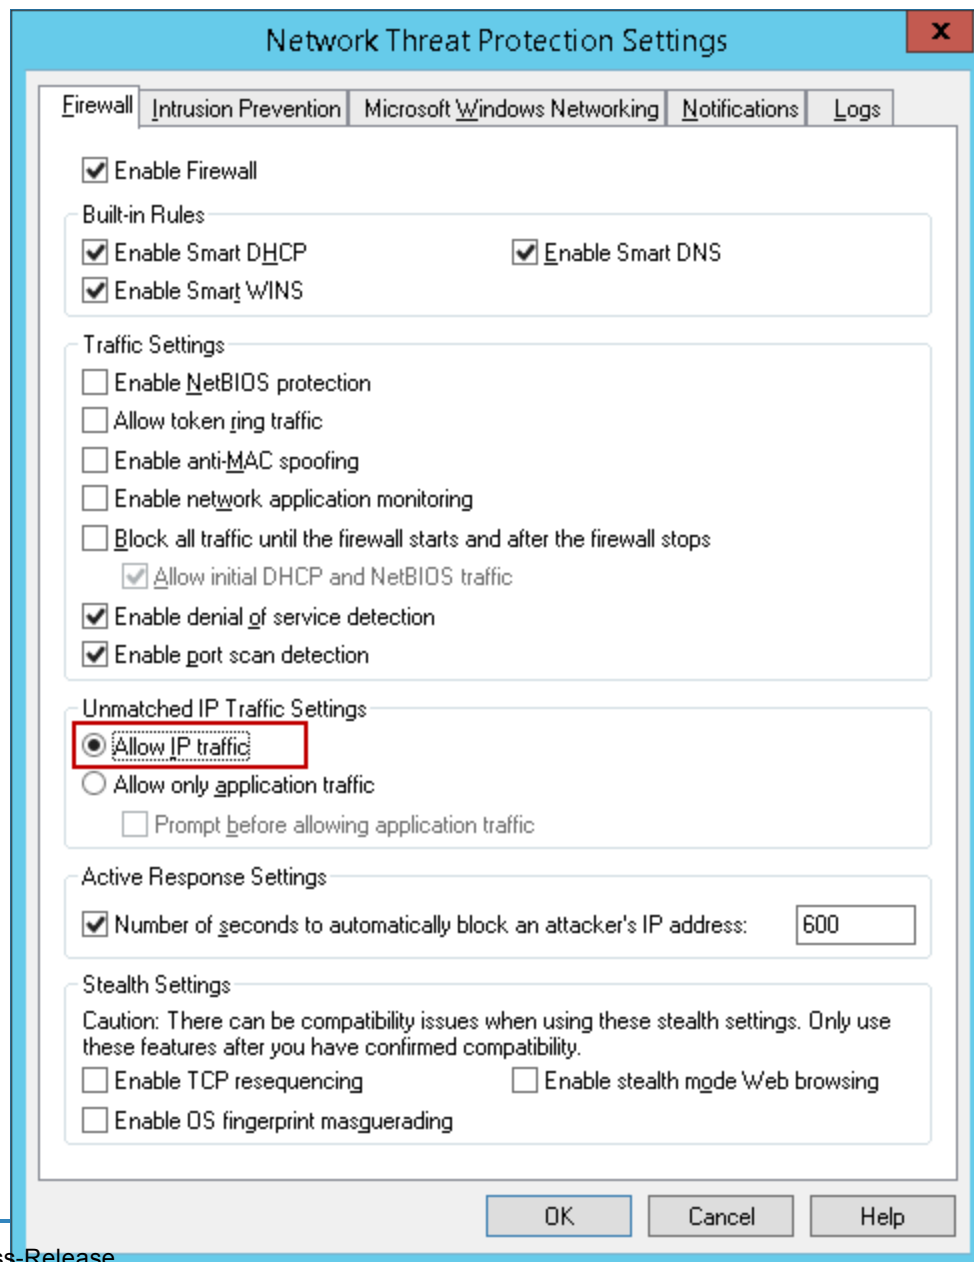 Network Threat Protection Settings
x
Firewall Intrusion Prevention Microsoft Windows Networking Notifications Logs
Enable Firewall
Built-in Rules
Enable Smart DHCP Enable Smart DNS
Enable Smart WINS
Traffic Settings
Enable NetBIOS protection
Allow token ring traffic
Enable anti-MAC spoofing
Enable network application monitoring
Block all traffic until the firewall starts and after the firewall stops
Allow initial DHCP and NetBIOS traffic
Enable denial of service detection
Enable port scan detection
Unmatched IP Traffic Settings
Allow IP traffic
Allow only application traffic
Prompt before allowing application traffic
Active Response Settings
Number of seconds to automatically block an attacker's IP address: 600
Stealth Settings
Caution: There can be compatibility issues when using these stealth settings. Only use
these features after you have confirmed compatibility.
Enable TCP resequencing Enable stealth mode Web browsing
Enable OS fingerprint masguerading
OK Cancel Help
ss-Release